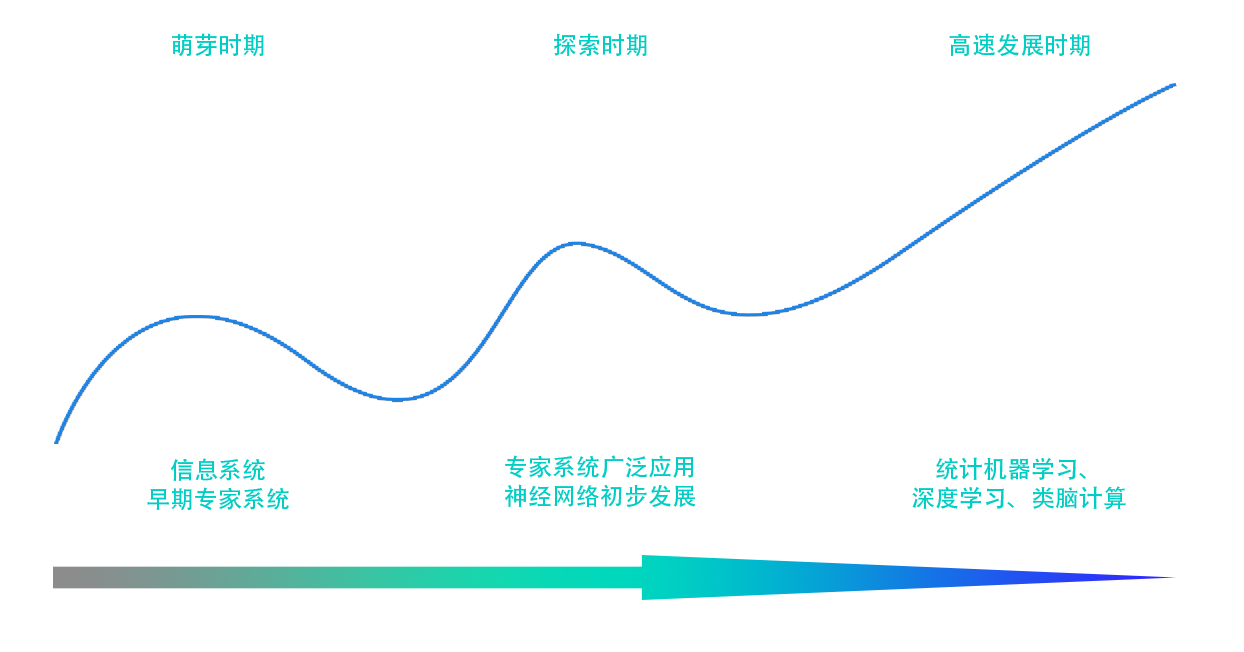 萌芽时期
探索时期
高速发展时期
信息系统
早期专家系统
专家系统广泛应用
神经网络初步发展
统计机器学习、
深度学习、类脑计算